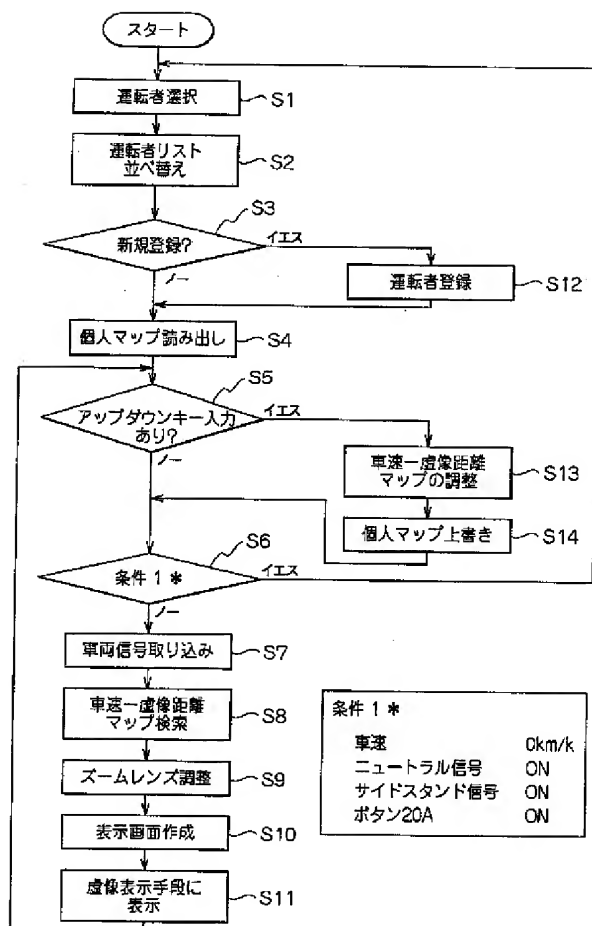 スタート
運転者選択
S1
運転者リスト
並べ替え
S2
S3
新規登録?
イエス
ノー
運転者登録
S12
個人マップ読み出し
S4
S5
アップダウンキー入力
あり?
イエス
ノー
車速ー虚像距離
マップの調整
S13
個人マップ上書き
S14
S6
条件 1 *
イエス
ノー
車両信号取り込み
S7
車速ー虚像距離
マップ検索
S8
ズームレンズ調整
S9
表示画面作成
S10
虚像表示手段に
表示
S11
条件 1 *
車速 0km/k
ニュートラル信号 ON
サイドスタンド信号 ON
ボタン20A ON